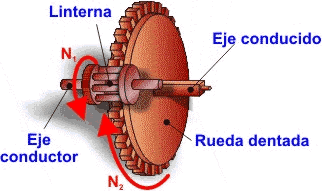 Linterna
N₁
Eje conducido
Eje
conductor
Rueda dentada
N₂